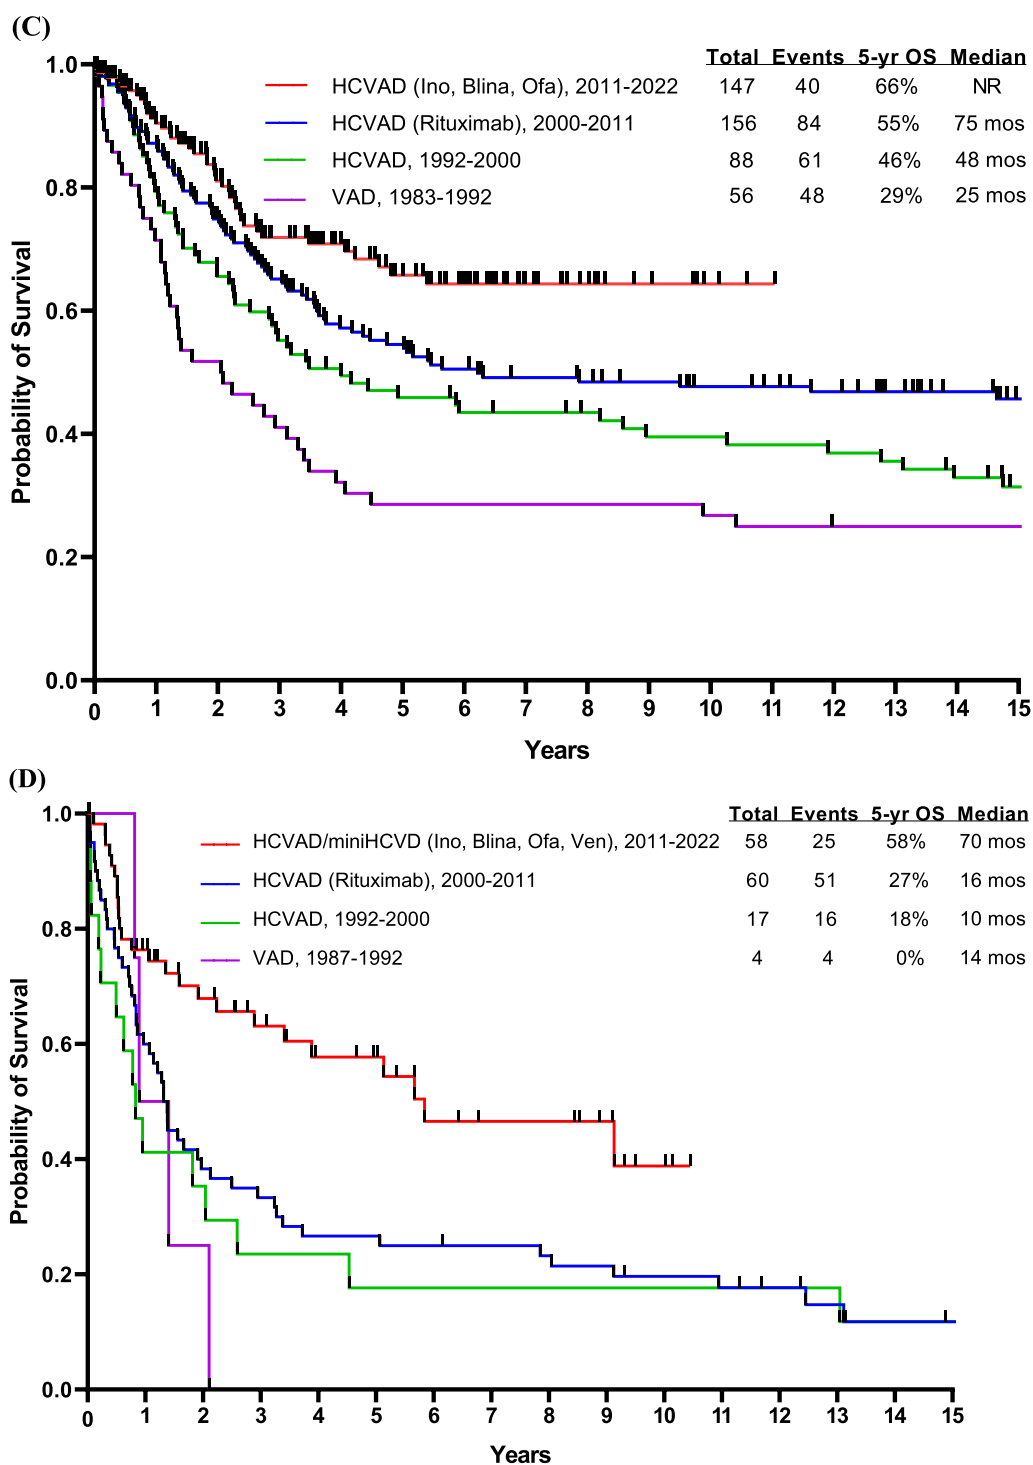 (C)
Total Events 5-yr OS Median
HCVAD (Ino, Blina, Ofa), 2011-2022 147 40 66% NR
HCVAD (Rituximab), 2000-2011 156 84 55% 75 mos
HCVAD, 1992-2000 88 61 46% 48 mos
VAD, 1983-1992 56 48 29% 25 mos
Probability of Survival
1.0
0.8
0.6
0.4
0.2
0.0
0 1 2 3 4 5 6 7 8 9 10 11 12 13 14 15
Years
(D)
Total Events 5-yr OS Median
HCVAD/miniHCVD (Ino, Blina, Ofa, Ven), 2011-2022 58 25 58% 70 mos
HCVAD (Rituximab), 2000-2011 60 51 27% 16 mos
HCVAD, 1992-2000 17 16 18% 10 mos
VAD, 1987-1992 4 4 0% 14 mos
Probability of Survival
1.0
0.8
0.6
0.4
0.2
0.0
0 1 2 3 4 5 6 7 8 9 10 11 12 13 14 15
Years